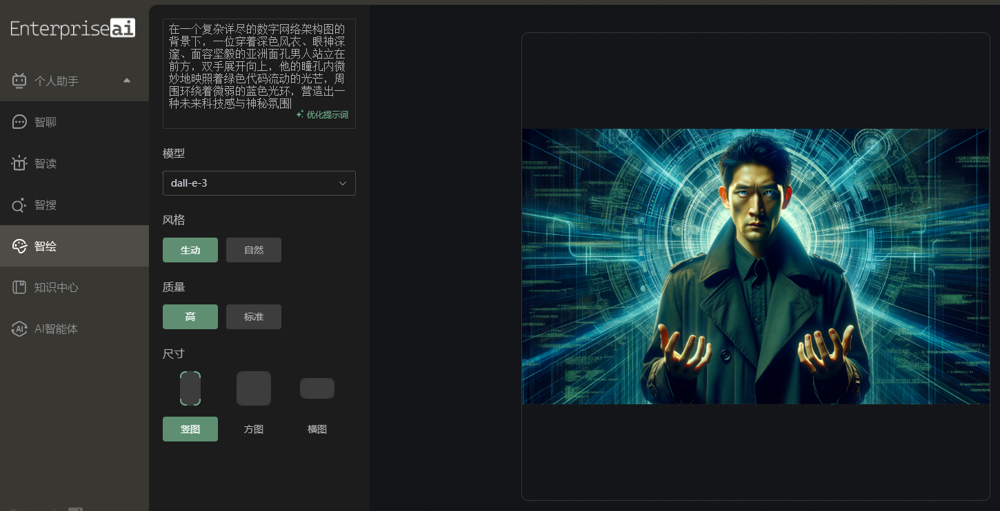 Enterpriseai
个人助手
智聊
智读
智搜
智绘
知识中心
AI智能体
在一个复杂详尽的数字网络架构图的
背景下，一位穿着深色风衣、眼神深
邃、面容坚毅的亚洲面孔男人站立在
前方，双手展开向上，他的瞳孔内微
妙地映照着绿色代码流动的光芒，周
围环绕着微弱的蓝色光环，营造出一
种未来科技感与神秘氛围
优化提示词
模型
dall-e-3
风格
生动 自然
质量
高 标准
尺寸
竖图 方图 横图